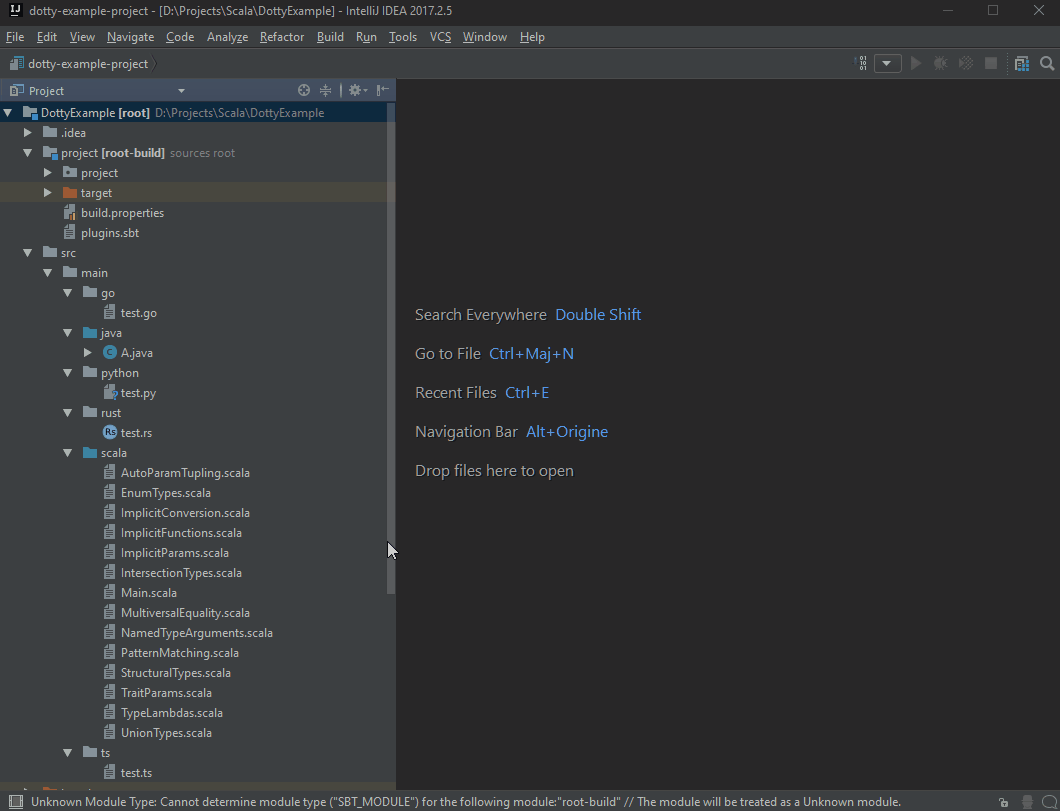 dotty-example-project - [D:\Projects\Scala\DottyExample] - IntelliJ IDEA 2017.2.5
File Edit View Navigate Code Analyze Refactor Build Run Tools VCS Window Help
dotty-example-project
Project
DottyExample [root] D:\Projects\Scala\DottyExample
.idea
project [root-build] sources root
project
target
build.properties
plugins.sbt
src
main
go
test.go
java
A.java
python
test.py
rust
test.rs
scala
AutoParamTupling.scala
EnumTypes.scala
ImplicitConversion.scala
ImplicitFunctions.scala
ImplicitParams.scala
IntersectionTypes.scala
Main.scala
MultiversalEquality.scala
NamedTypeArguments.scala
PatternMatching.scala
StructuralTypes.scala
TraitParams.scala
TypeLambdas.scala
UnionTypes.scala
ts
test.ts
Search Everywhere Double Shift
Go to File Ctrl+Maj+N
Recent Files Ctrl+E
Navigation Bar Alt+Origine
Drop files here to open
Unknown Module Type: Cannot determine module type ("SBT_MODULE") for the following module:"root-build" // The module will be treated as a Unknown module.